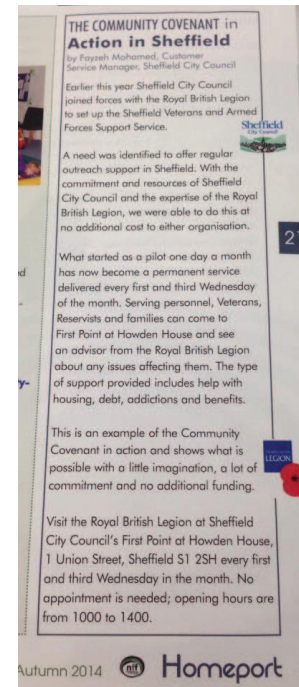 THE COMMUNITY COVENANT in
Action in Sheffield
by Fayzeh Mohamed, Customer
Service Manager, Sheffield City Council
Earlier this year Sheffield City Council
joined forces with the Royal British Legion
to set up the Sheffield Veterans and Armed
Forces Support Service.
Sheffield
City Council
A need was identified to offer regular
outreach support in Sheffield. With the
commitment and resources of Sheffield
City Council and the expertise of the Royal
British Legion, we were able to do this at
no additional cost to either organisation.
What started as a pilot one day a month
has now become a permanent service
delivered every first and third Wednesday
of the month. Serving personnel, Veterans,
Reservists and families can come to
First Point at Howden House and see
an advisor from the Royal British Legion
about any issues affecting them. The type
of support provided includes help with
housing, debt, addictions and benefits.
This is an example of the Community
Covenant in action and shows what is
possible with a little imagination, a lot of
commitment and no additional funding.
LEGION
Visit the Royal British Legion at Sheffield
City Council's First Point at Howden House,
1 Union Street, Sheffield S1 2SH every first
and third Wednesday in the month. No
appointment is needed; opening hours are
from 1000 to 1400.
Autumn 2014 nff Homeport